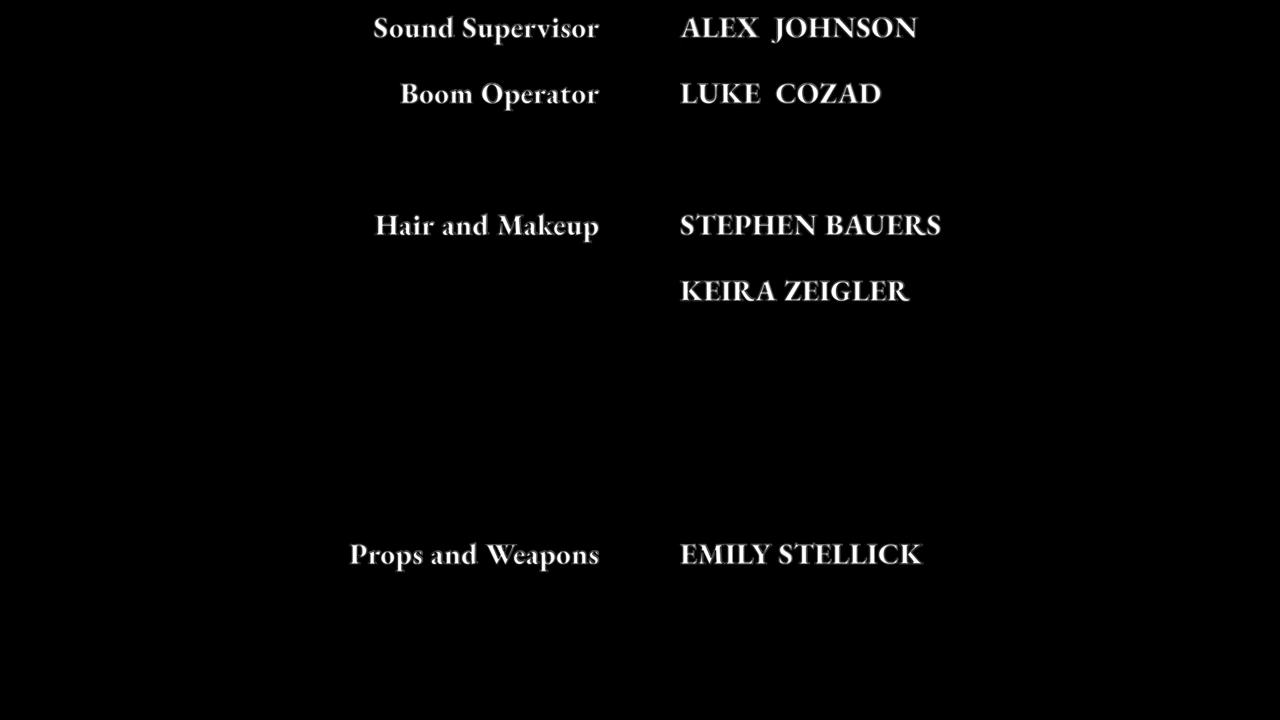 Sound Supervisor ALEX JOHNSON
Boom Operator LUKE COZAD
Hair and Makeup STEPHEN BAUERS
KEIRA ZEIGLER
Props and Weapons EMILY STELLICK